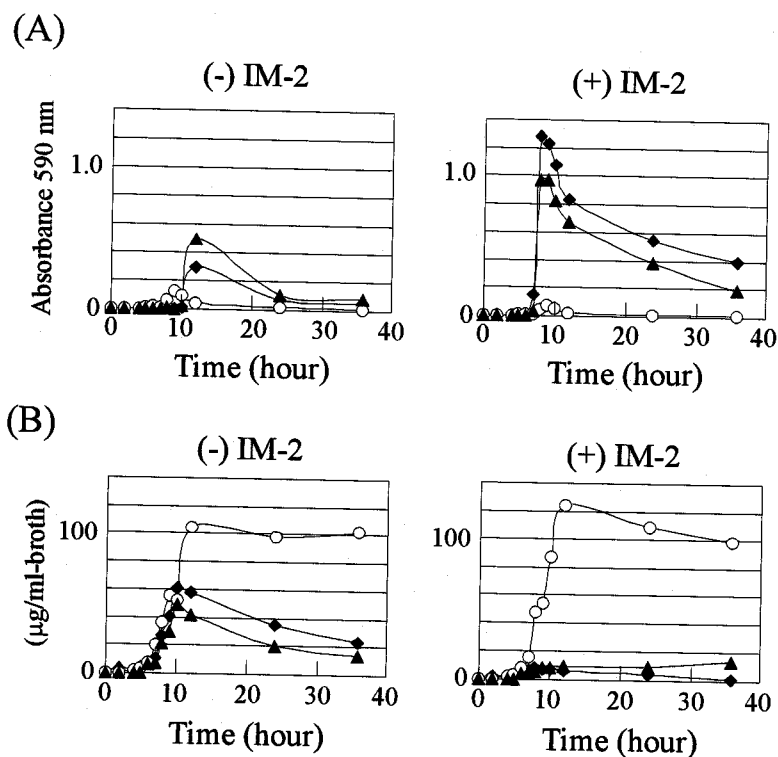 (A)
(-) IM-2
(+) IM-2
Absorbance 590 nm
1.0
0
0 10 20 30 40
Time (hour)
1.0
0
0 10 20 30 40
Time (hour)
(B)
(-) IM-2
(+) IM-2
(μg/ml-broth)
100
0
0 10 20 30 40
Time (hour)
100
0
0 10 20 30 40
Time (hour)